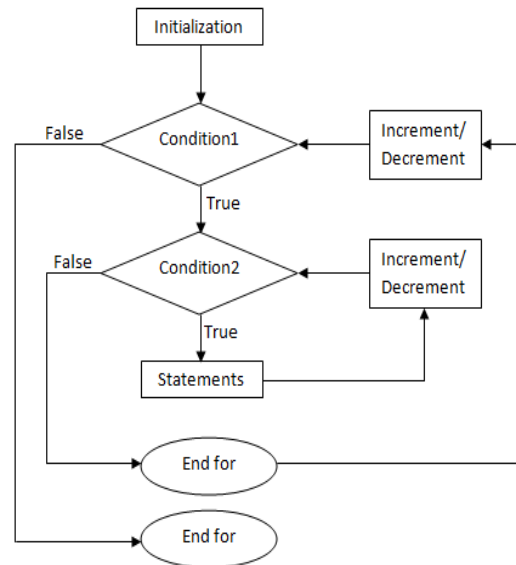 Initialization
False
Condition1
Increment/
Decrement
True
False
Condition2
Increment/
Decrement
True
Statements
End for
End for